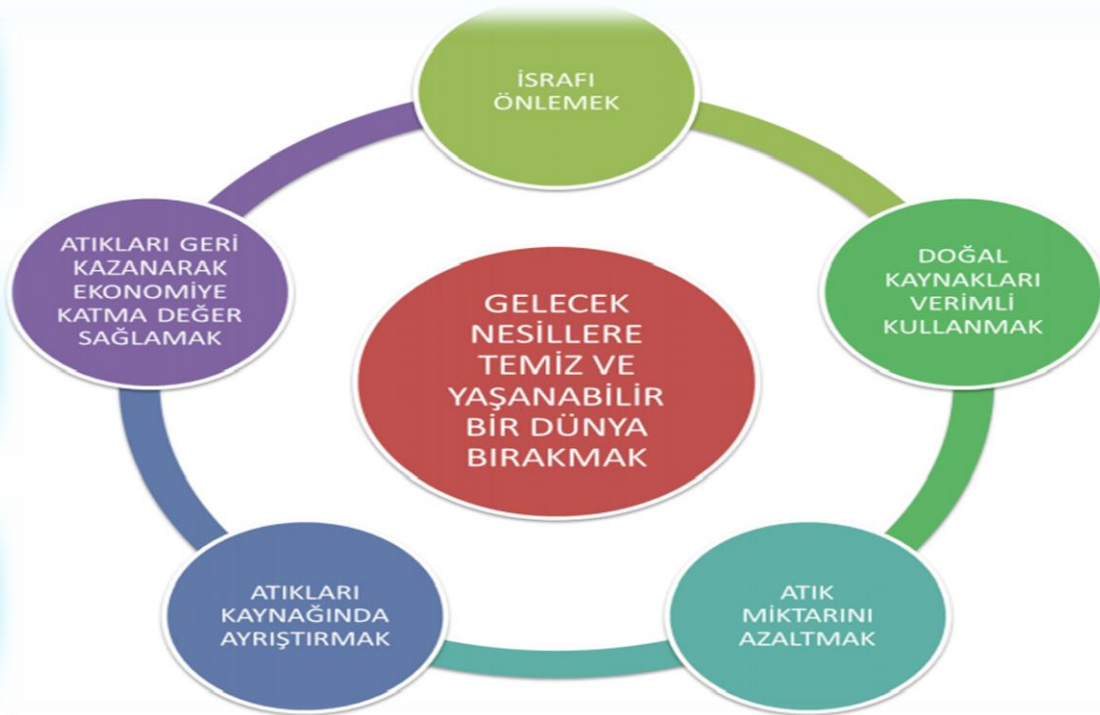 İSRAFI
ÖNLEMEK
DOĞAL
KAYNAKLARI
VERİMLİ
KULLANMAK
ATIK
MİKTARINI
AZALTMAK
ATIKLARI
KAYNAĞINDA
AYRIŞTIRMAK
ATIKLARI GERİ
KAZANARAK
EKONOMİYE
KATMA DEĞER
SAĞLAMAK
GELECEK
NESİLLERE
TEMİZ VE
YAŞANABİLİR
BİR DÜNYA
BIRAKMAK